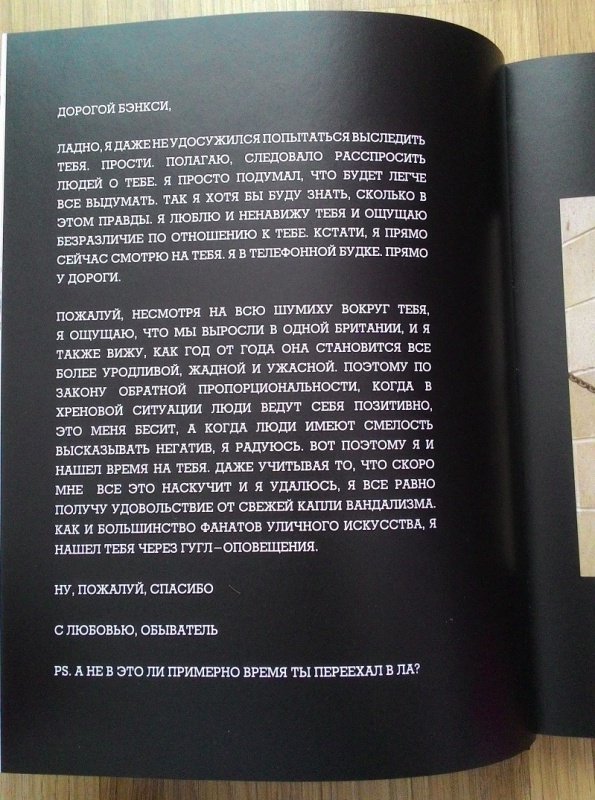 ДОРОГОЙ БЭНКСИ,
ЛАДНО, Я ДАЖЕ НЕ УДОСУЖИЛСЯ ПОПЫТАТЬСЯ ВЫСЛЕДИТЬ
ТЕБЯ. ПРОСТИ. ПОЛАГАЮ, СЛЕДОВАЛО РАССПРОСИТЬ
ЛЮДЕЙ О ТЕБЕ. Я ПРОСТО ПОДУМАЛ, ЧТО БУДЕТ ЛЕГЧЕ
ВСЕ ВЫДУМАТЬ. ТАК Я ХОТЯ БЫ БУДУ ЗНАТЬ, СКОЛЬКО В
ЭТОМ ПРАВДЫ. Я ЛЮБЛЮ И НЕНАВИЖУ ТЕБЯ И ОЩУЩАЮ
БЕЗРАЗЛИЧИЕ ПО ОТНОШЕНИЮ К ТЕБЕ. КСТАТИ, Я ПРЯМО
СЕЙЧАС СМОТРЮ НА ТЕБЯ. Я В ТЕЛЕФОННОЙ БУДКЕ. ПРЯМО
У ДОРОГИ.
ПОЖАЛУЙ, НЕСМОТРЯ НА ВСЮ ШУМИХУ ВОКРУГ ТЕБЯ,
Я ОЩУЩАЮ, ЧТО МЫ ВЫРОСЛИ В ОДНОЙ БРИТАНИИ, И Я
ТАКЖЕ ВИЖУ, КАК ГОД ОТ ГОДА ОНА СТАНОВИТСЯ ВСЕ
БОЛЕЕ УРОДЛИВОЙ, ЖАДНОЙ И УЖАСНОЙ. ПОЭТОМУ ПО
ЗАКОНУ ОБРАТНОЙ ПРОПОРЦИОНАЛЬНОСТИ, КОГДА В
ХРЕНОВОЙ СИТУАЦИИ ЛЮДИ ВЕДУТ СЕБЯ ПОЗИТИВНО,
ЭТО МЕНЯ БЕСИТ, А КОГДА ЛЮДИ ИМЕЮТ СМЕЛОСТЬ
ВЫСКАЗЫВАТЬ НЕГАТИВ, Я РАДУЮСЬ. ВОТ ПОЭТОМУ Я И
НАШЕЛ ВРЕМЯ НА ТЕБЯ. ДАЖЕ УЧИТЫВАЯ ТО, ЧТО СКОРО
МНЕ ВСЕ ЭТО НАСКУЧИТ И Я УДАЛЮСЬ, Я ВСЕ РАВНО
ПОЛУЧУ УДОВОЛЬСТВИЕ ОТ СВЕЖЕЙ КАПЛИ ВАНДАЛИЗМА.
КАК И БОЛЬШИНСТВО ФАНАТОВ УЛИЧНОГО ИСКУССТВА, Я
НАШЕЛ ТЕБЯ ЧЕРЕЗ ГУГЛ–ОПОВЕЩЕНИЯ.
НУ, ПОЖАЛУЙ, СПАСИБО
С ЛЮБОВЬЮ, ОБЫВАТЕЛЬ
PS. А НЕ В ЭТО ЛИ ПРИМЕРНО ВРЕМЯ ТЫ ПЕРЕЕХАЛ В ЛА?